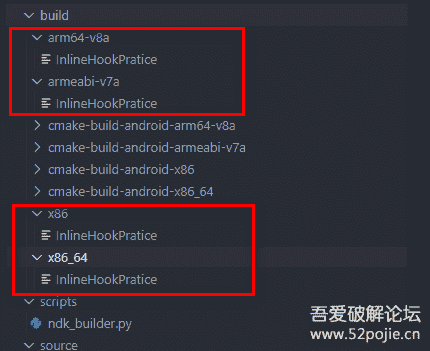 build
arm64-v8a
InlineHookPratice
armeabi-v7a
InlineHookPratice
cmake-build-android-arm64-v8a
cmake-build-android-armeabi-v7a
cmake-build-android-x86
cmake-build-android-x86_64
x86
InlineHookPratice
x86_64
InlineHookPratice
scripts
ndk_builder.py
source
吾爱破解论坛
www.52pojie.cn